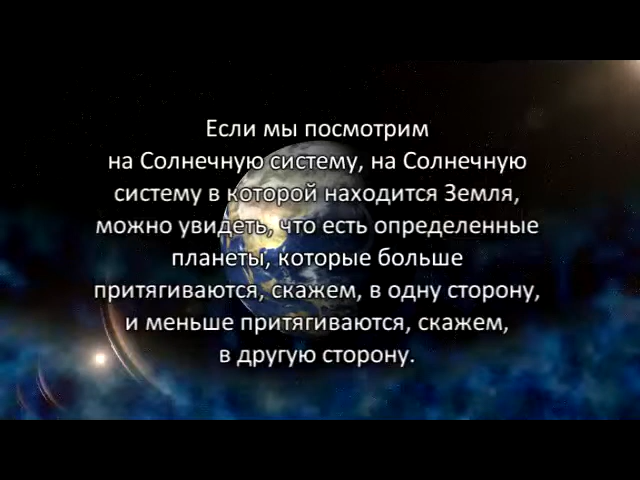 Если мы посмотрим
на Солнечную систему, на Солнечную
систему в которой находится Земля,
можно увидеть, что есть определенные
планеты, которые больше
притягиваются, скажем, в одну сторону,
и меньше притягиваются, скажем,
в другую сторону.